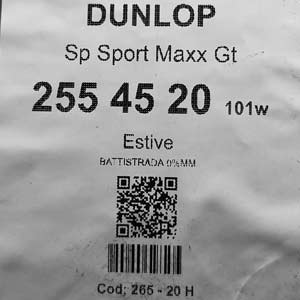 DUNLOP
Sp Sport Maxx Gt
255 45 20 101w
Estive
BATTISTRADA 0%MM
Cod: 265 - 20 H